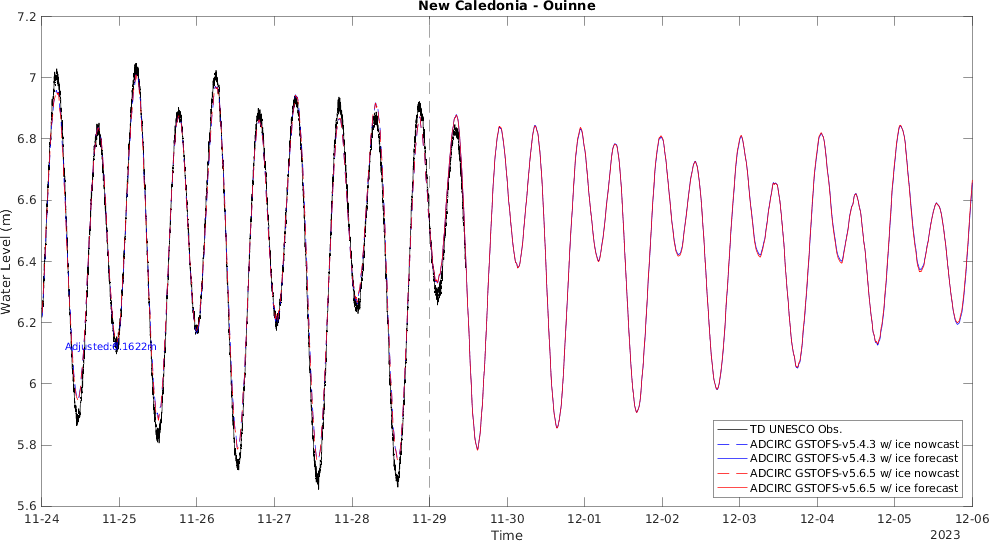 New Caledonia - Ouinne
7.2
7
6.8
6.6
6.4
6.2
6
5.8
5.6
Water Level (m)
Adjusted: .1622m
TD UNESCO Obs.
ADCIRC GSTOFS-v5.4.3 w/ ice nowcast
ADCIRC GSTOFS-v5.4.3 w/ ice forecast
ADCIRC GSTOFS-v5.6.5 w/ ice nowcast
ADCIRC GSTOFS-v5.6.5 w/ ice forecast
11-24 11-25 11-26 11-27 11-28 11-29 11-30 12-01 12-02 12-03 12-04 12-05 12-06
Time
2023